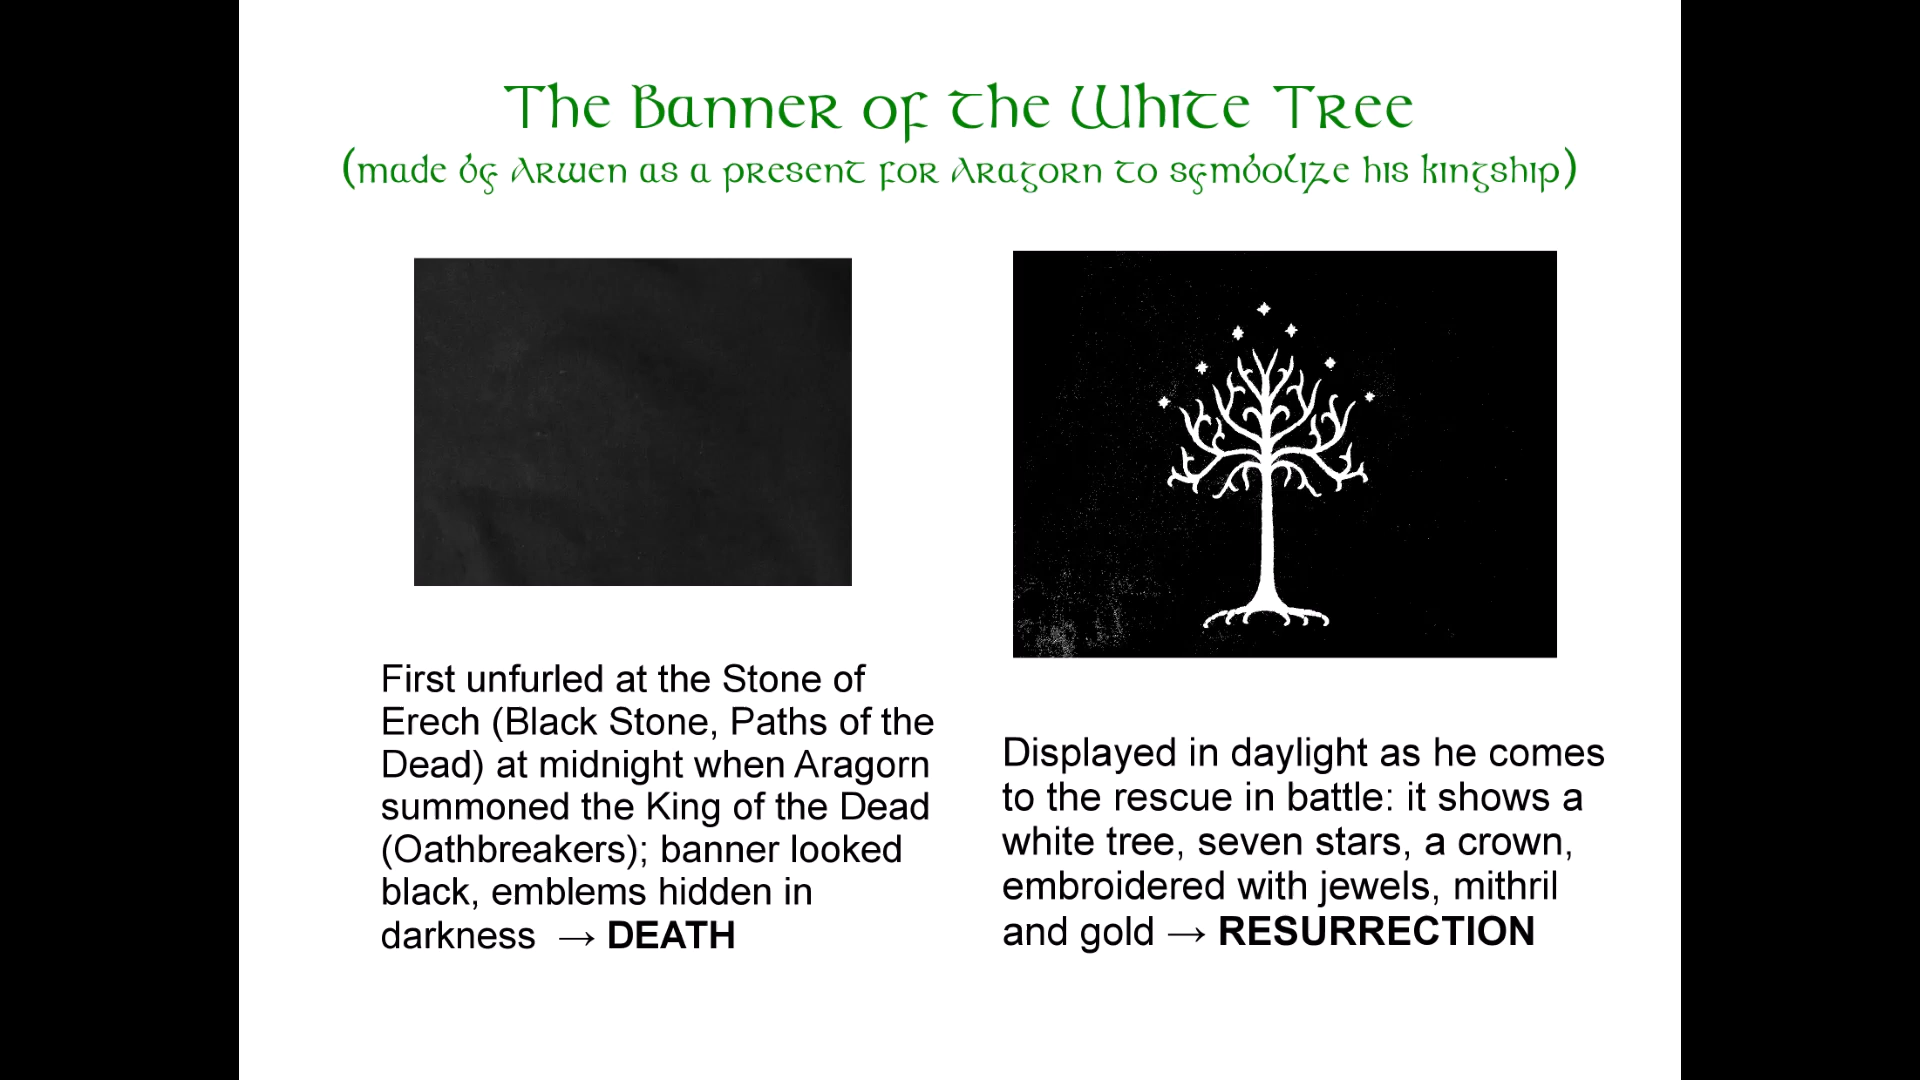 The Banner of the White Tree
(made by Arwen as a present for Aragorn to symbolize his kingship)
First unfurled at the Stone of
Erech (Black Stone, Paths of the
Dead) at midnight when Aragorn
summoned the King of the Dead
(Oathbreakers); banner looked
black, emblems hidden in
darkness → DEATH
Displayed in daylight as he comes
to the rescue in battle: it shows a
white tree, seven stars, a crown,
embroidered with jewels, mithril
and gold → RESURRECTION